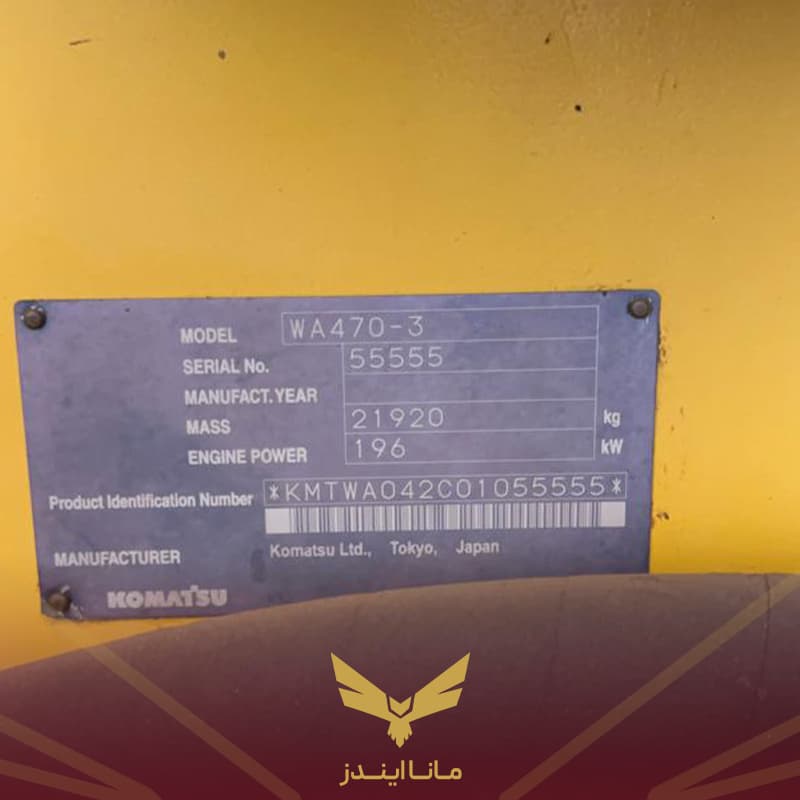 MODEL WA470-3
SERIAL No. 55555
MANUFACT.YEAR
MASS 21920 kg
ENGINE POWER 196 kW
Product Identification Number *KMTWA042C01055555*
MANUFACTURER Komatsu Ltd., Tokyo, Japan
KOMATSU
مانا ایندز